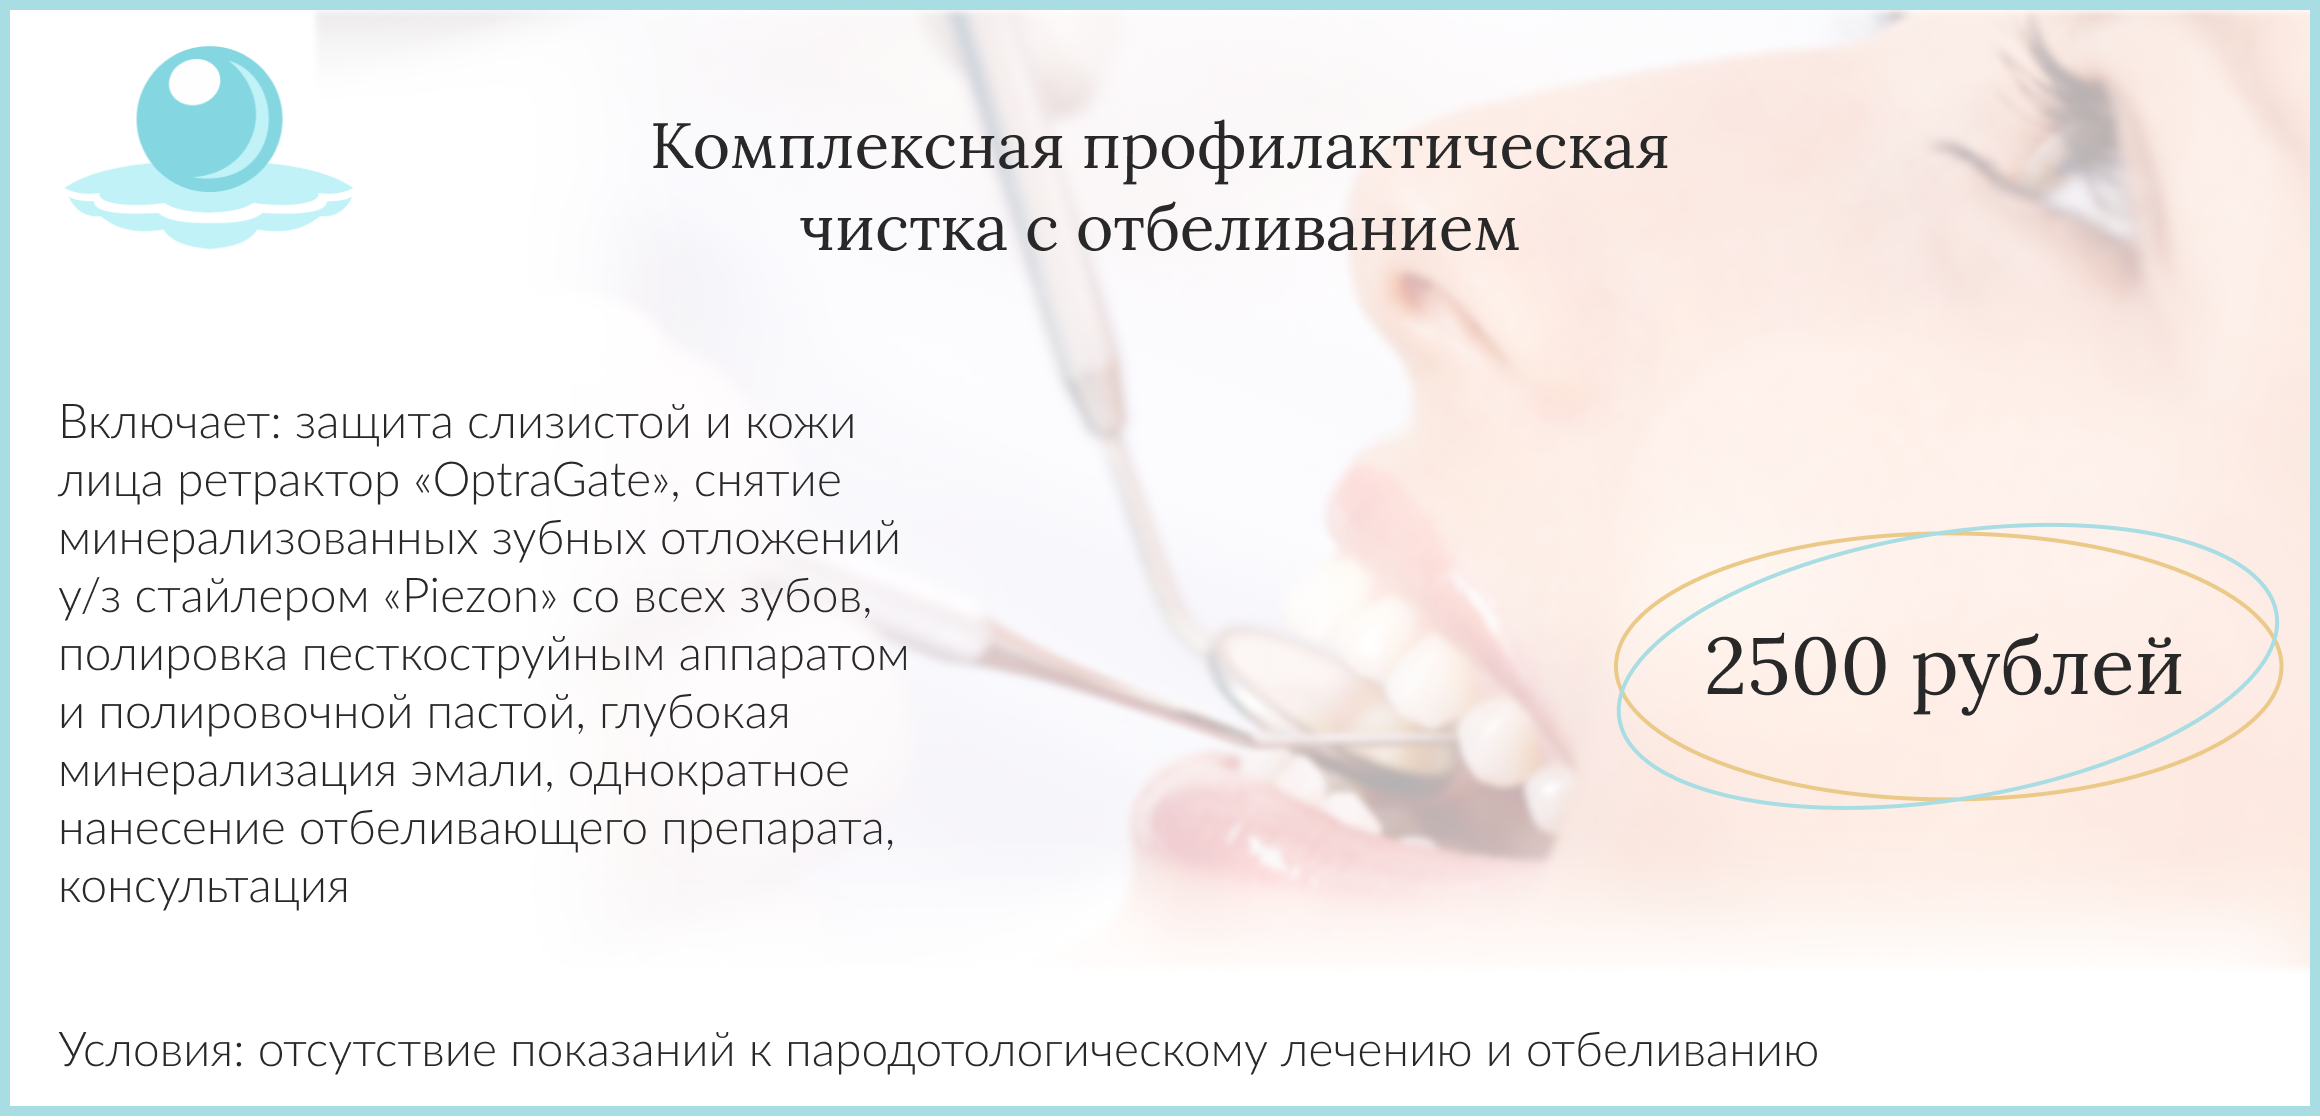 Комплексная профилактическая
чистка с отбеливанием
Включает: защита слизистой и кожи
лица ретрактор «OptraGate», снятие
минерализованных зубных отложений
у/з стайлером «Piezon» со всех зубов,
полировка песткоструйным аппаратом
и полировочной пастой, глубокая
минерализация эмали, однократное
нанесение отбеливающего препарата,
консультация
2500 рублей
Условия: отсутствие показаний к пародотологическому лечению и отбеливанию